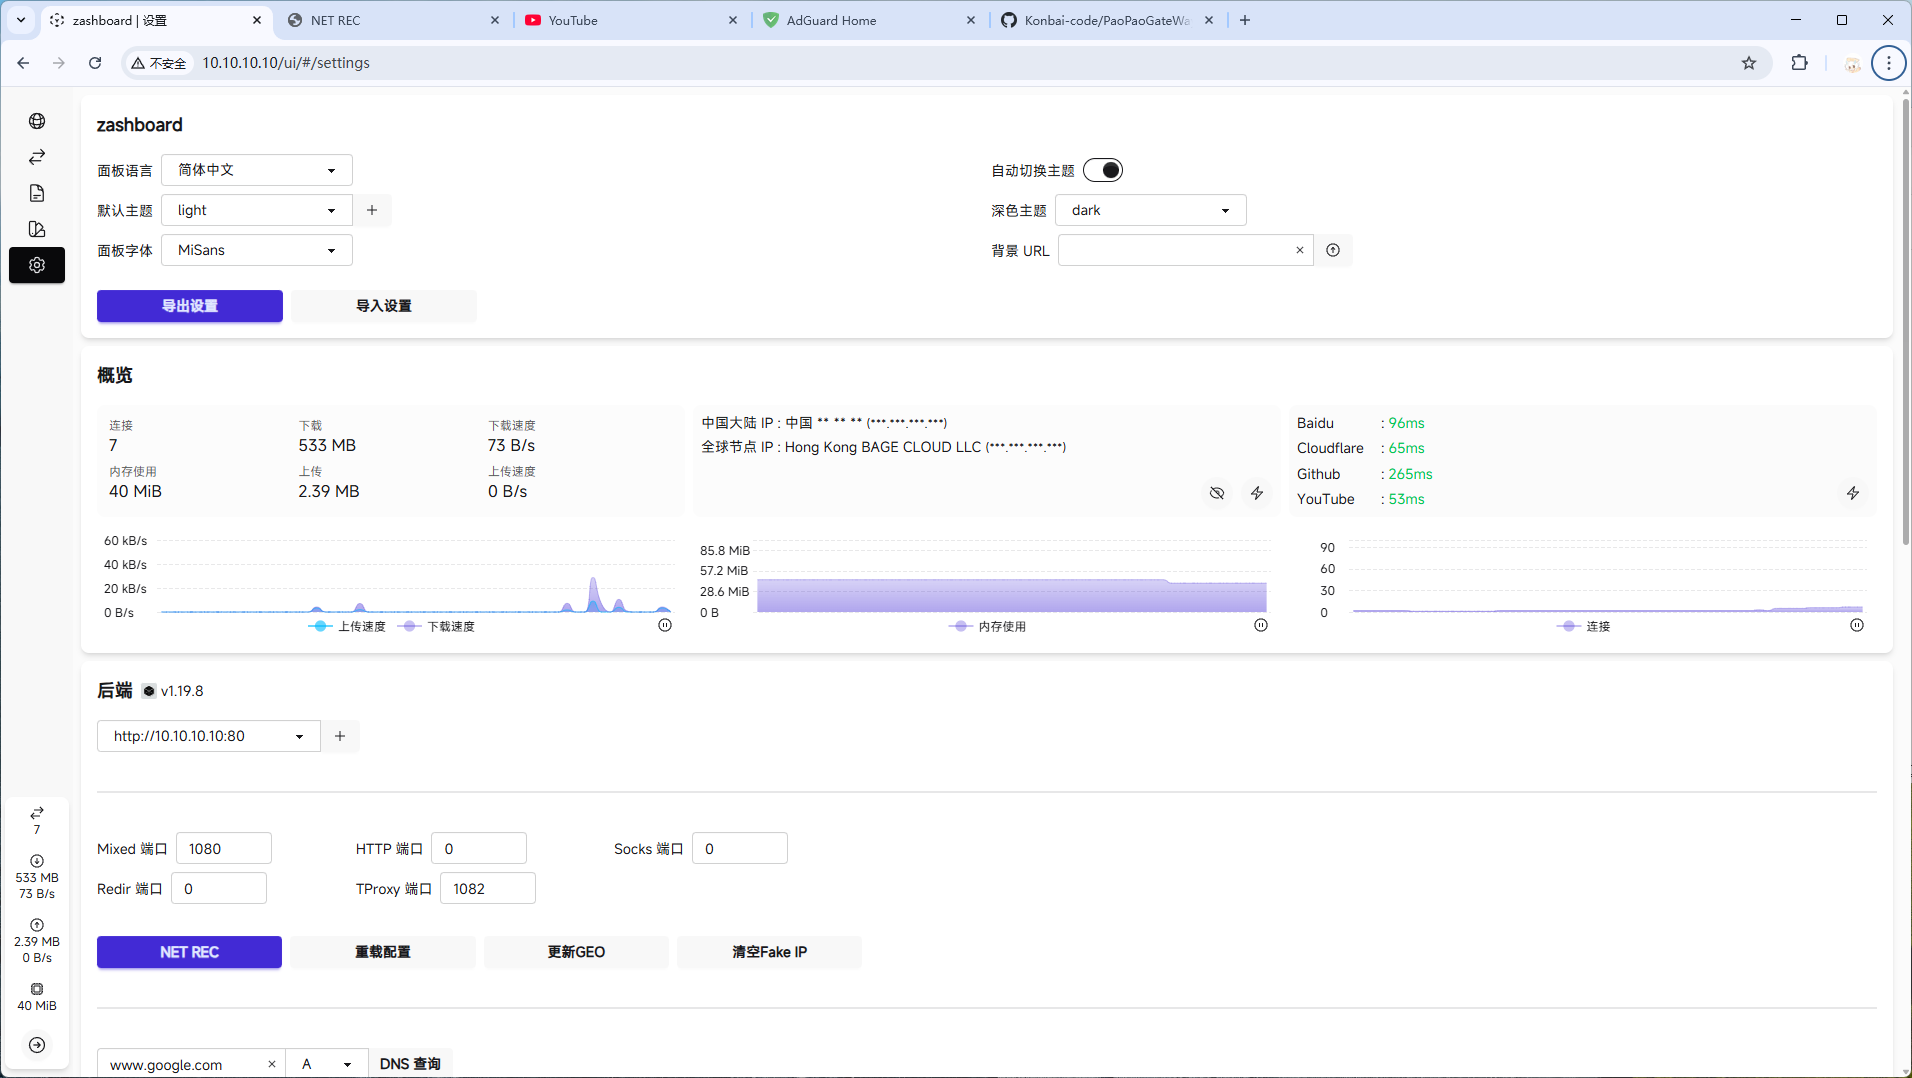 zashboard | 设置
NET REC
YouTube
AdGuard Home
Konbai-code/PaoPaoGateWa
不安全
10.10.10.10/ui/#/settings
zashboard
面板语言 简体中文
自动切换主题
默认主题 light
深色主题 dark
面板字体 MiSans
背景 URL
导出设置
导入设置
概览
连接
7
下载
533 MB
下载速度
73 B/s
内存使用
40 MiB
上传
2.39 MB
上传速度
0 B/s
中国大陆 IP : 中国 ** ** ** (***.***.***.***)
全球节点 IP : Hong Kong BAGE CLOUD LLC (***.***.***.***)
Baidu : 96ms
Cloudflare : 65ms
Github : 265ms
YouTube : 53ms
60 kB/s
40 kB/s
20 kB/s
0 B/s
上传速度 下载速度
85.8 MiB
57.2 MiB
28.6 MiB
0 B
内存使用
90
60
30
0
连接
后端 v1.19.8
http://10.10.10.10:80
Mixed 端口 1080
HTTP 端口 0
Socks 端口 0
Redir 端口 0
TProxy 端口 1082
NET REC
重载配置
更新GEO
清空Fake IP
www.google.com
A
DNS 查询
7
533 MB
73 B/s
2.39 MB
0 B/s
40 MiB